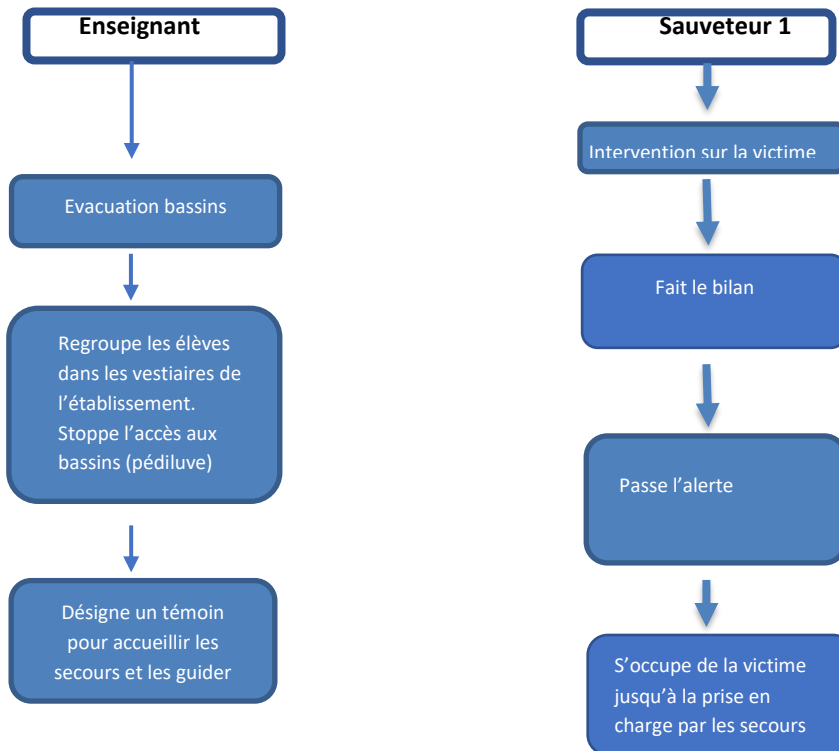 Enseignant
Evacuation bassins
Regroupe les élèves
dans les vestiaires de
l’établissement.
Stoppe l’accès aux
bassins (pédiluve)
Désigne un témoin
pour accueillir les
secours et les guider
Sauveteur 1
Intervention sur la victime
Fait le bilan
Passe l’alerte
S’occupe de la victime
jusqu’à la prise en
charge par les secours